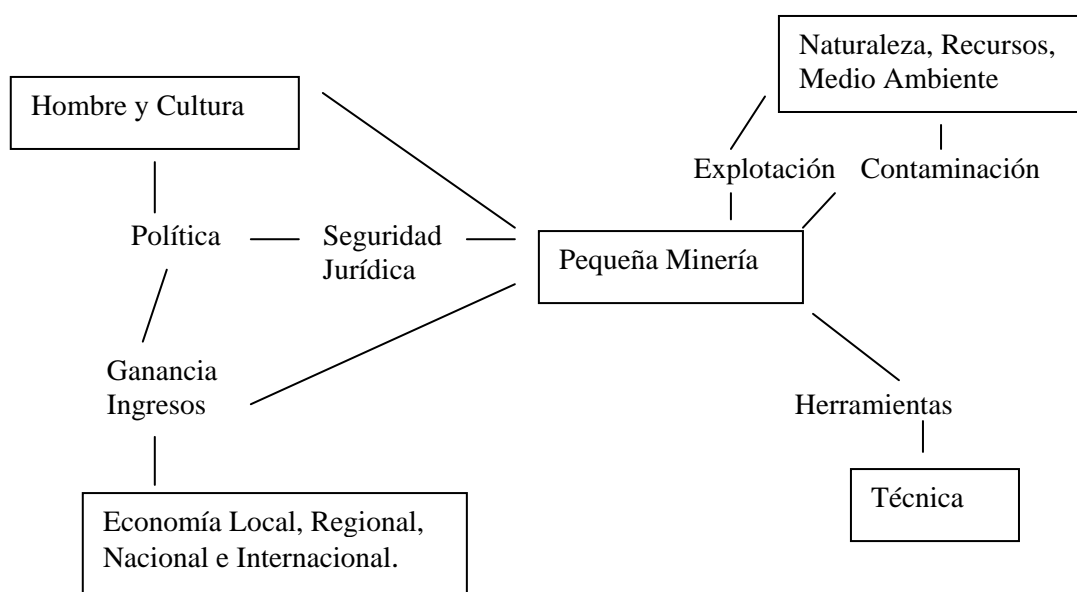 Naturaleza, Recursos,
Medio Ambiente
Hombre y Cultura
Explotación
Contaminación
Política
Seguridad
Jurídica
Pequeña Minería
Ganancia
Ingresos
Herramientas
Técnica
Economía Local, Regional,
Nacional e Internacional.